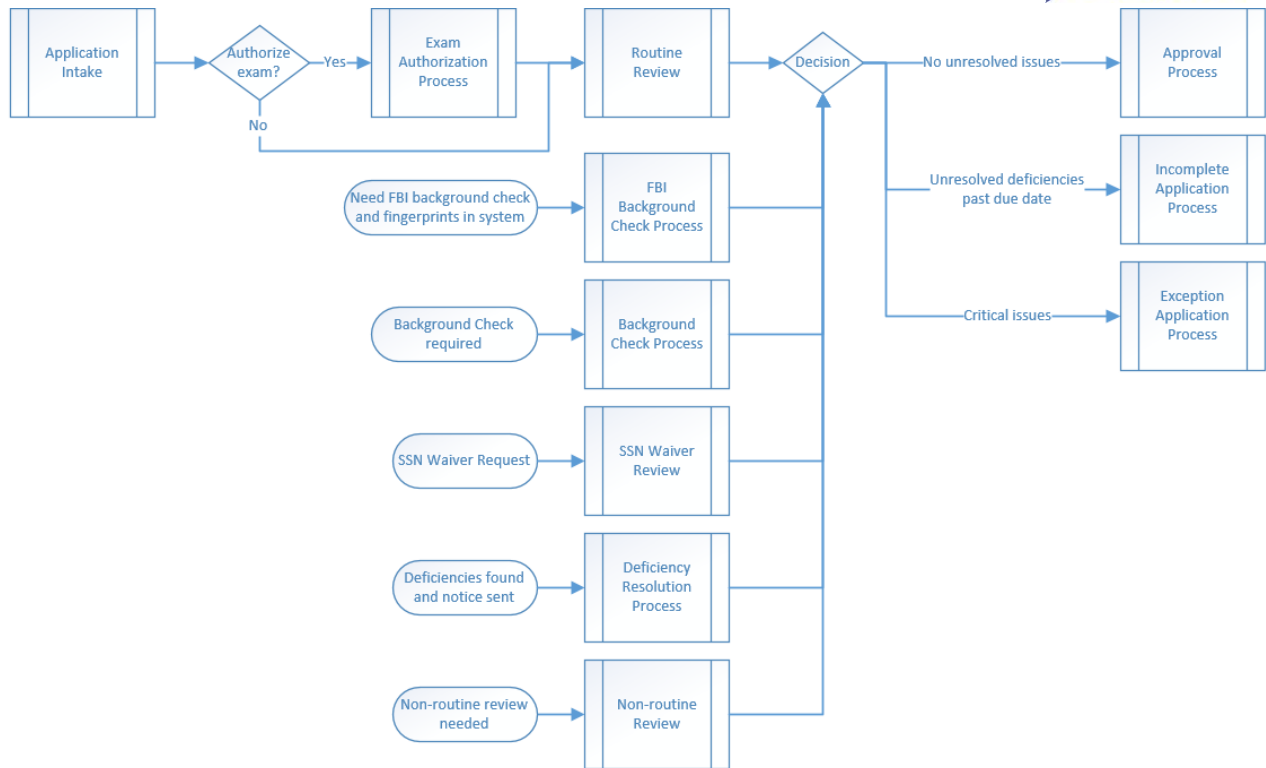 Application
Intake
Authorize
exam?
Yes
No
Exam
Authorization
Process
Routine
Review
Decision
No unresolved issues
Approval
Process
Unresolved deficiencies
past due date
Incomplete
Application
Process
Critical issues
Exception
Application
Process
Need FBI background check
and fingerprints in system
FBI
Background
Check Process
Background Check
required
Background
Check Process
SSN Waiver Request
SSN Waiver
Review
Deficiencies found
and notice sent
Deficiency
Resolution
Process
Non-routine review
needed
Non-routine
Review